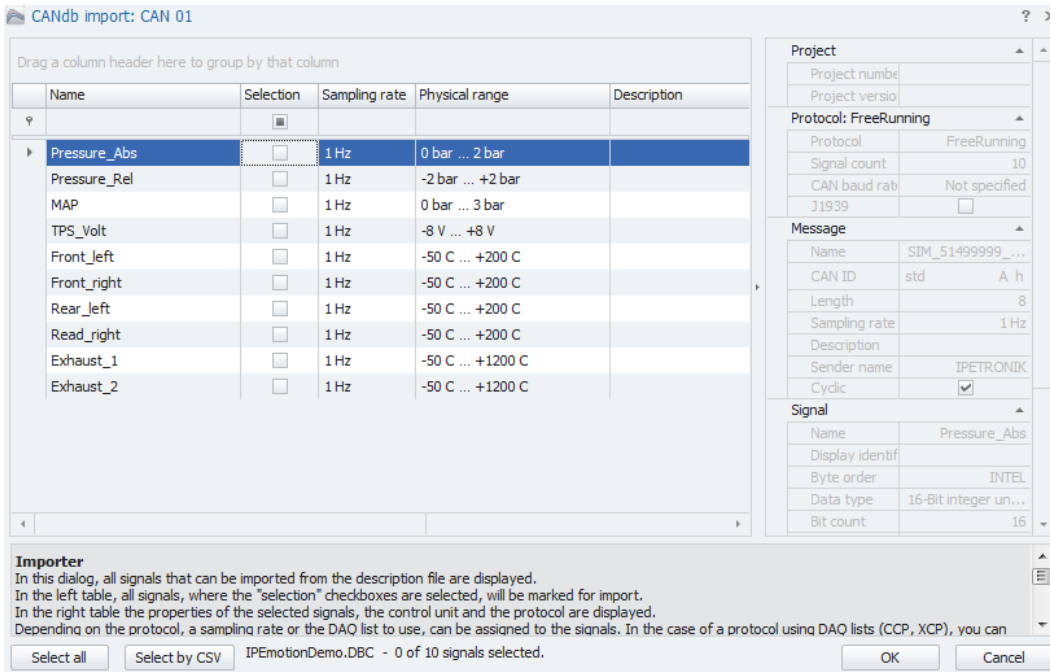 CANdb import: CAN 01
?
Drag a column header here to group by that column
Name Selection Sampling rate Physical range Description
Pressure_Abs 1 Hz 0 bar ... 2 bar
Pressure_Rel 1 Hz -2 bar ... +2 bar
MAP 1 Hz 0 bar ... 3 bar
TPS_Volt 1 Hz -8 V ... +8 V
Front_left 1 Hz -50 C ... +200 C
Front_right 1 Hz -50 C ... +200 C
Rear_left 1 Hz -50 C ... +200 C
Read_right 1 Hz -50 C ... +200 C
Exhaust_1 1 Hz -50 C ... +1200 C
Exhaust_2 1 Hz -50 C ... +1200 C
Project
Project numbe
Project versio
Protocol: FreeRunning
Protocol FreeRunning
Signal count 10
CAN baud rat Not specified
J1939
Message
Name SIM_51499999_...
CAN ID std A h
Length 8
Sampling rate 1 Hz
Description
Sender name IPETRONIK
Cyclic
Signal
Name Pressure_Abs
Display identif
Byte order INTEL
Data type 16-Bit integer un...
Bit count 16
Importer
In this dialog, all signals that can be imported from the description file are displayed.
In the left table, all signals, where the "selection" checkboxes are selected, will be marked for import.
In the right table the properties of the selected signals, the control unit and the protocol are displayed.
Depending on the protocol, a sampling rate or the DAQ list to use, can be assigned to the signals. In the case of a protocol using DAQ lists (CCP, XCP), you can
Select all Select by CSV IPEmotionDemo.DBC - 0 of 10 signals selected. OK Cancel